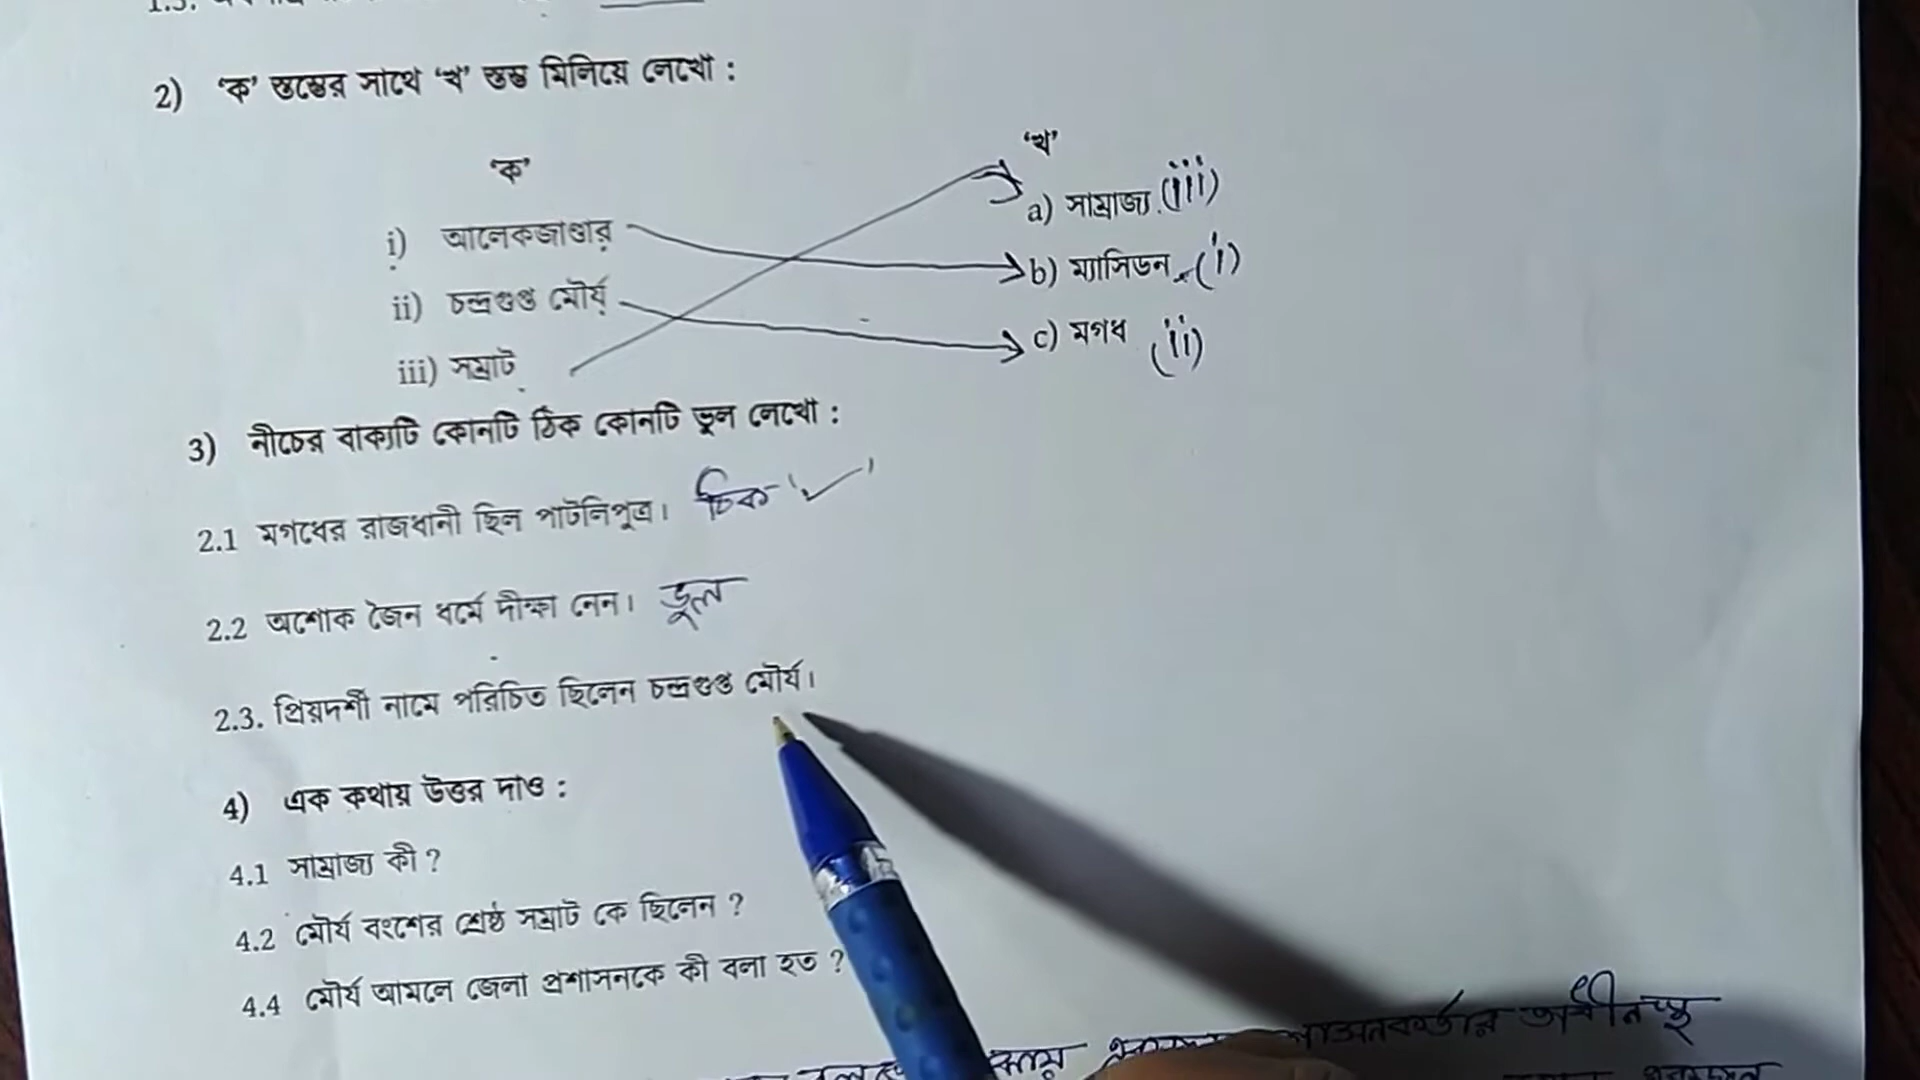 2) ‘ক’ স্তম্ভের সাথে ‘খ’ স্তম্ভ মিলিয়ে লেখো :
‘ক’ ‘খ’
i) আলেকজাণ্ডার a) সাম্রাজ্য (iii)
ii) চন্দ্রগুপ্ত মৌর্য b) ম্যাসিডন (i)
iii) সম্রাট c) মগধ (ii)
3) নীচের বাক্যটি কোনটি ঠিক কোনটি ভুল লেখো :
2.1 মগধের রাজধানী ছিল পাটলিপুত্র। ঠিক ‘✓’
2.2 অশোক জৈন ধর্মে দীক্ষা নেন। ভুল
2.3. প্রিয়দর্শী নামে পরিচিত ছিলেন চন্দ্রগুপ্ত মৌর্য।
4) এক কথায় উত্তর দাও :
4.1 সাম্রাজ্য কী ?
4.2 মৌর্য বংশের শ্রেষ্ঠ সম্রাট কে ছিলেন ?
4.4 মৌর্য আমলে জেলা প্রশাসনকে কী বলা হত ?